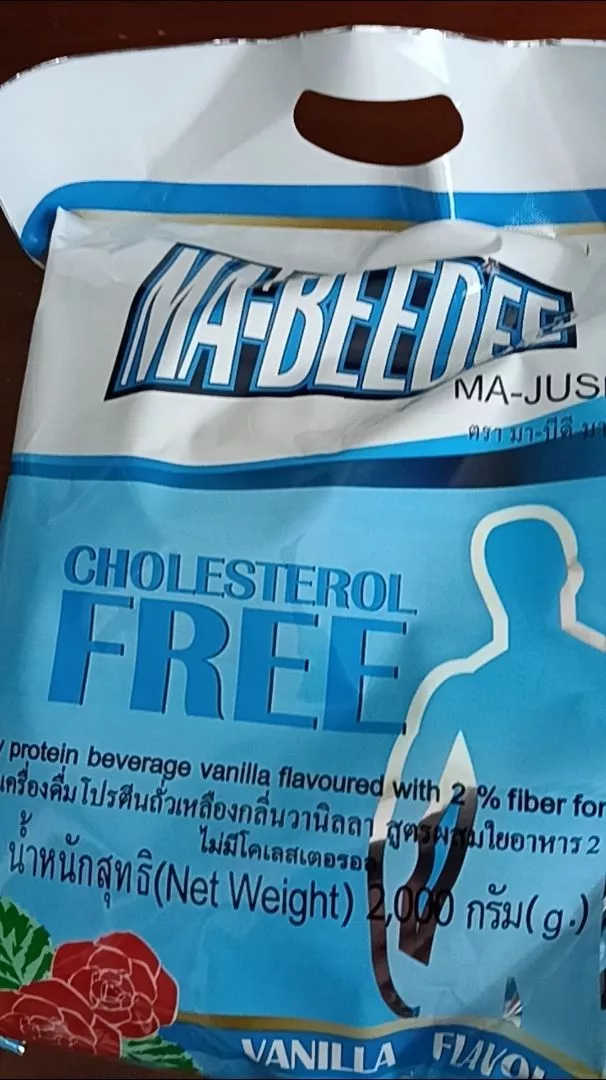 MA-BEEDEE
MA-JUSI
ตรา มา-บีดี มา
CHOLESTEROL
FREE
y protein beverage vanilla flavoured with 2 % fiber for
เครื่องดื่มโปรตีนถั่วเหลืองกลิ่นวานิลลา สูตรผสมใยอาหาร 2
ไม่มีโคเลสเตอรอล
น้ำหนักสุทธิ(Net Weight) 2,000 กรัม(g.)
VANILLA FLAVO